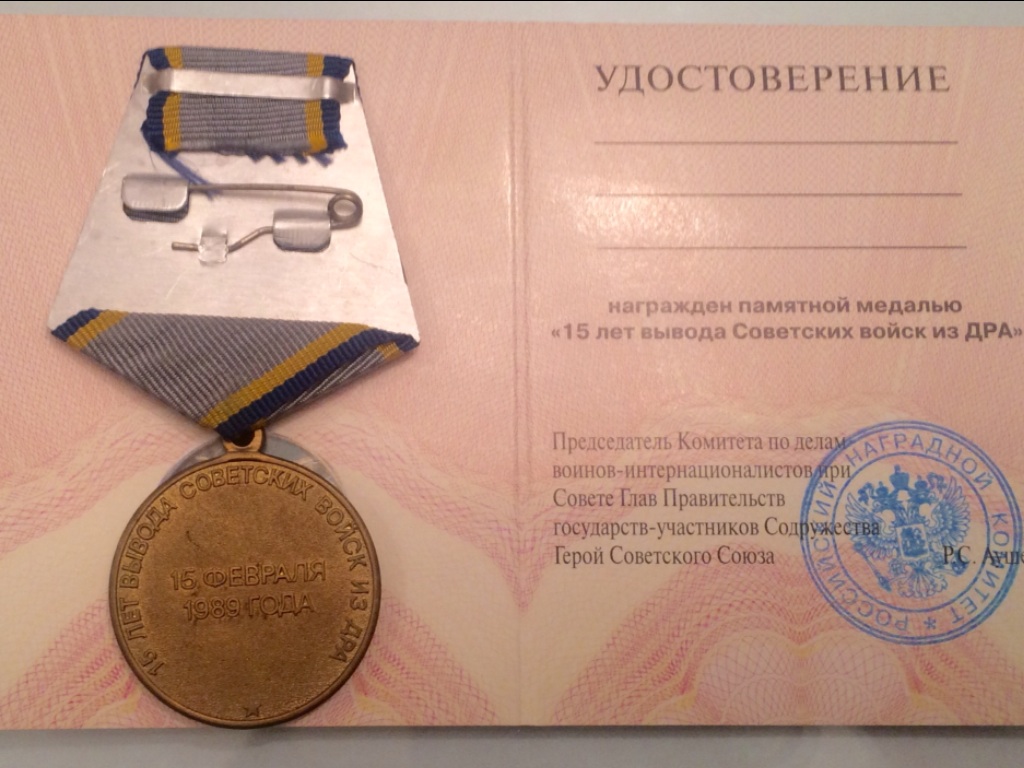 15 ЛЕТ ВЫВОДА СОВЕТСКИХ ВОЙСК ИЗ ДРА
15 ФЕВРАЛЯ
1989 ГОДА
УДОСТОВЕРЕНИЕ
награжден памятной медалью
«15 лет вывода Советских войск из ДРА»
Председатель Комитета по делам
воинов-интернационалистов при
Совете Глав Правительств
государств-участников Содружества
Герой Советского Союза Р.С. Ауше
РОССИЙСКИЙ НАГРАДНОЙ КОМИТЕТ *